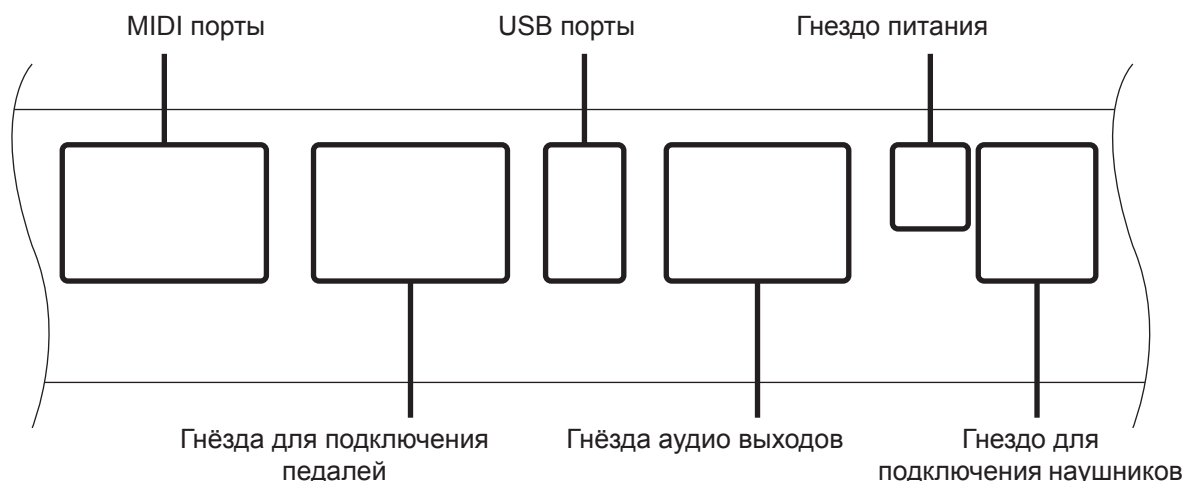 MIDI порты
USB порты
Гнездо питания
Гнёзда для подключения
педалей
Гнёзда аудио выходов
Гнездо для
подключения наушников